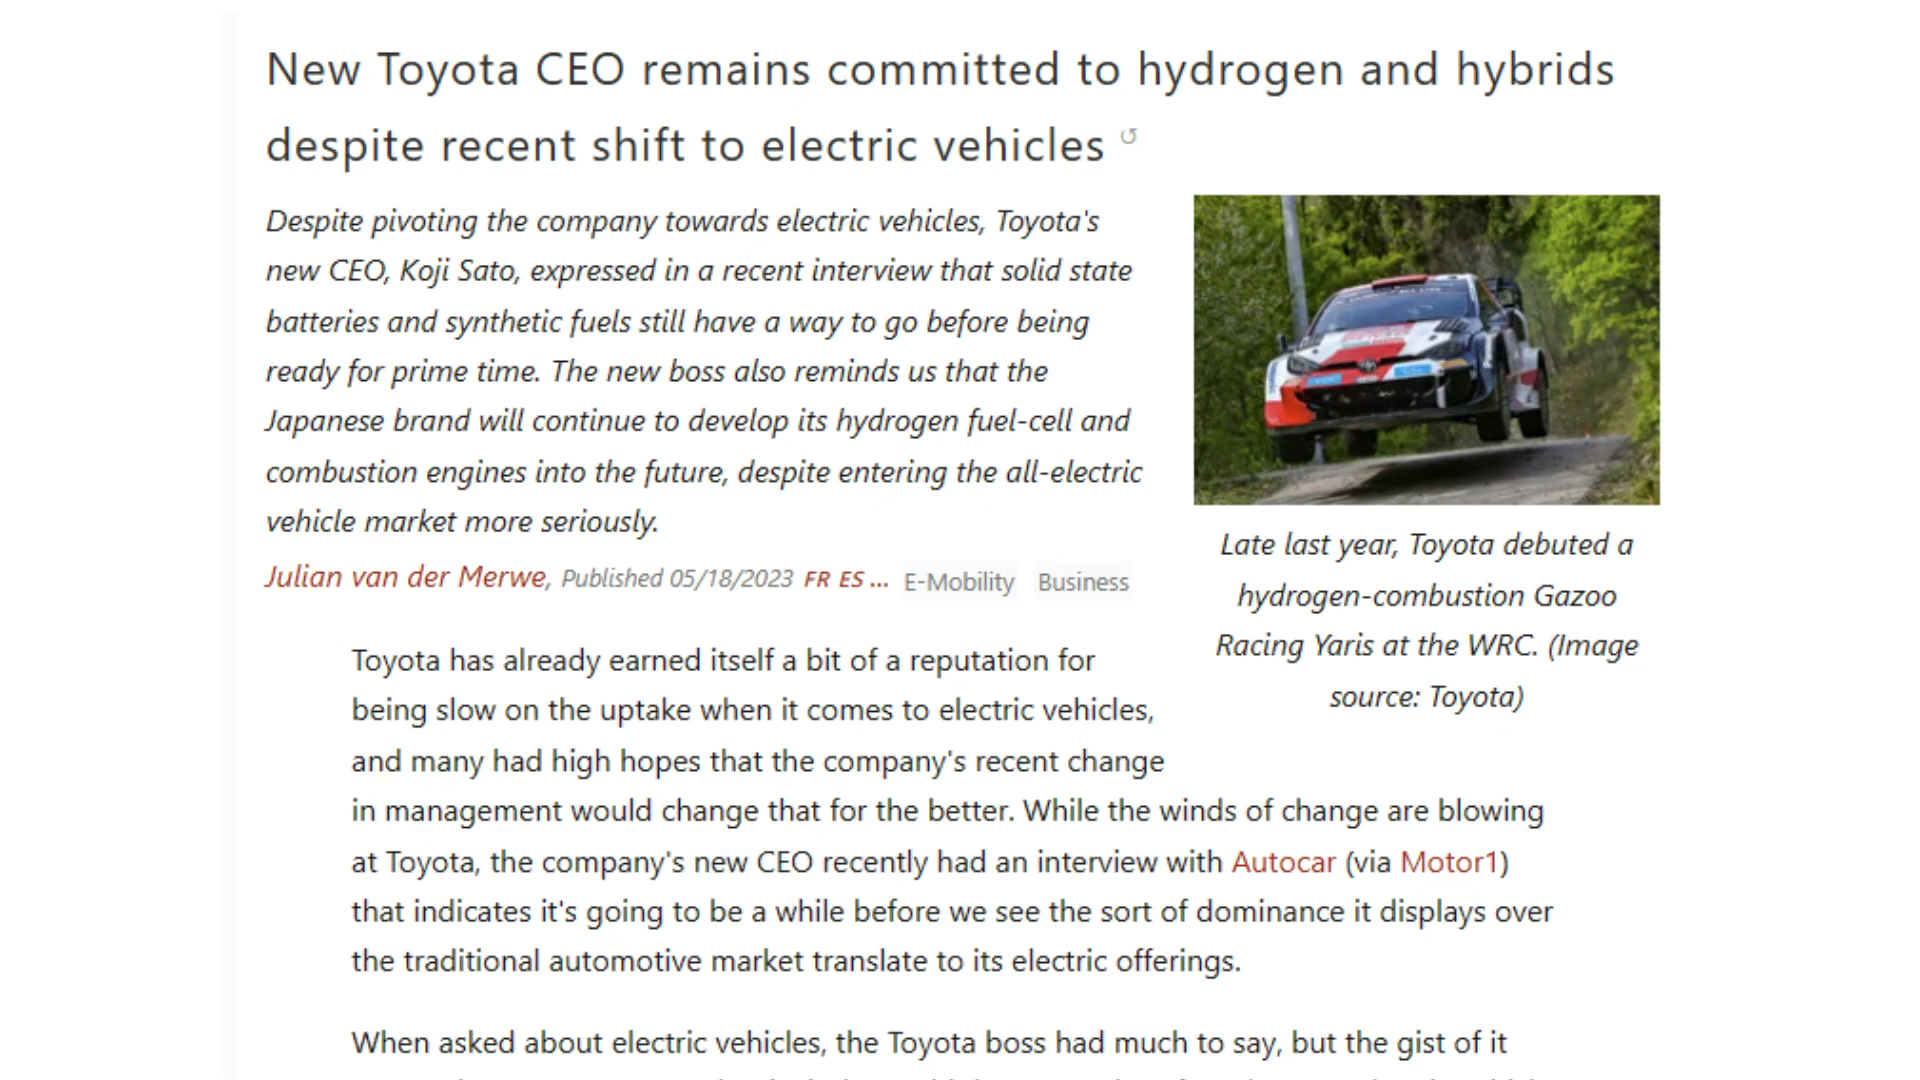 New Toyota CEO remains committed to hydrogen and hybrids
despite recent shift to electric vehicles ↺
Despite pivoting the company towards electric vehicles, Toyota's
new CEO, Koji Sato, expressed in a recent interview that solid state
batteries and synthetic fuels still have a way to go before being
ready for prime time. The new boss also reminds us that the
Japanese brand will continue to develop its hydrogen fuel-cell and
combustion engines into the future, despite entering the all-electric
vehicle market more seriously.
Julian van der Merwe, Published 05/18/2023 FR ES ... E-Mobility Business
Late last year, Toyota debuted a
hydrogen-combustion Gazoo
Racing Yaris at the WRC. (Image
source: Toyota)
Toyota has already earned itself a bit of a reputation for
being slow on the uptake when it comes to electric vehicles,
and many had high hopes that the company's recent change
in management would change that for the better. While the winds of change are blowing
at Toyota, the company's new CEO recently had an interview with Autocar (via Motor1)
that indicates it's going to be a while before we see the sort of dominance it displays over
the traditional automotive market translate to its electric offerings.
When asked about electric vehicles, the Toyota boss had much to say, but the gist of it